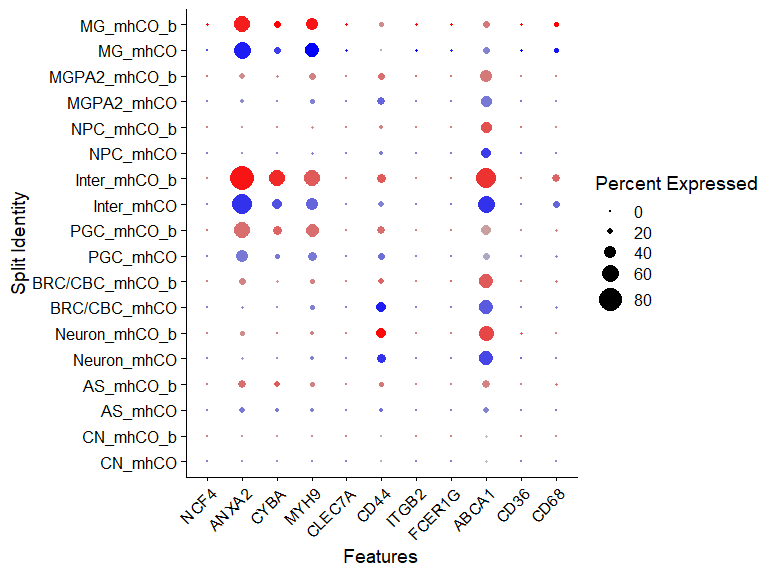 MG_mhCO_b
MG_mhCO
MGPA2_mhCO_b
MGPA2_mhCO
NPC_mhCO_b
NPC_mhCO
Inter_mhCO_b
Inter_mhCO
PGC_mhCO_b
PGC_mhCO
BRC/CBC_mhCO_b
BRC/CBC_mhCO
Neuron_mhCO_b
Neuron_mhCO
AS_mhCO_b
AS_mhCO
CN_mhCO_b
CN_mhCO
Split Identity
NCF4
ANXA2
CYBA
MYH9
CLEC7A
CD44
ITGB2
FCER1G
ABCA1
CD36
CD68
Features
Percent Expressed
0
20
40
60
80